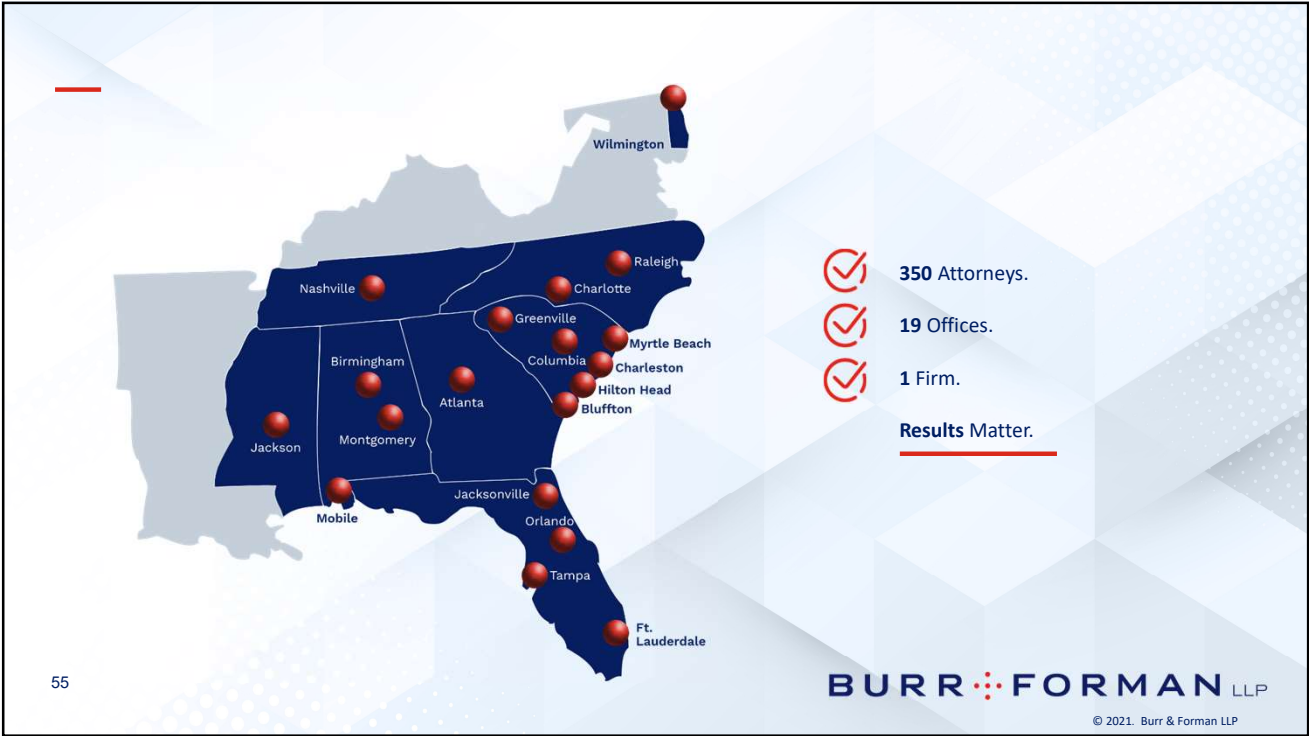 Wilmington
Raleigh
Nashville
Charlotte
Greenville
Myrtle Beach
Columbia
Birmingham
Charleston
Hilton Head
Atlanta
Bluffton
Montgomery
Jackson
Jacksonville
Mobile
Orlando
Tampa
Ft.
Lauderdale
350 Attorneys.
19 Offices.
1 Firm.
Results Matter.
55
BURR FORMAN LLP
© 2021. Burr & Forman LLP